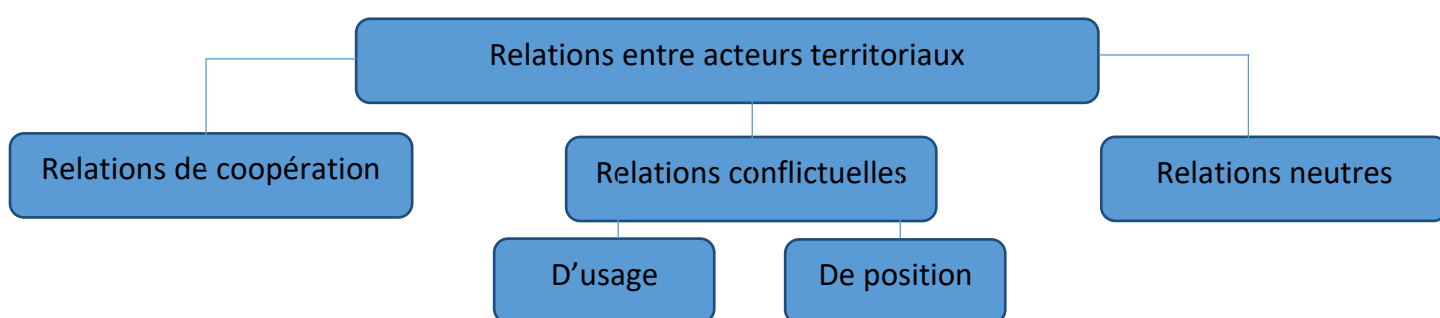 Relations entre acteurs territoriaux
Relations de coopération
Relations conflictuelles
Relations neutres
D’usage
De position